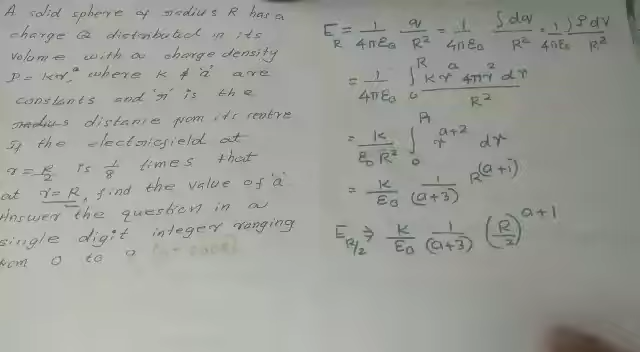 A solid sphere of radius R has a
charge Q distributed in its
volume with a charge density
ρ = kr^a, where k & 'a' are
constants and 'r' is the
distance from its centre
If the electricfield at
r = R/2 is 1/8 times that
at r = R, find the value of 'a'
Answer the question in a
single digit integer ranging
from 0 to 9
E_R = 1/4πε0 q/R² = 1/4πε0 ∫dq/R² = 1/4πε0 ∫ρdV/R²
= 1/4πε0 ∫₀^R kr^a 4πr² dr/R²
= k/ε0R² ∫₀^R r^(a+2) dr
= k/ε0 1/(a+3) R^(a+1)
E_R/2 ⇒ k/ε0 1/(a+3) (R/2)^(a+1)